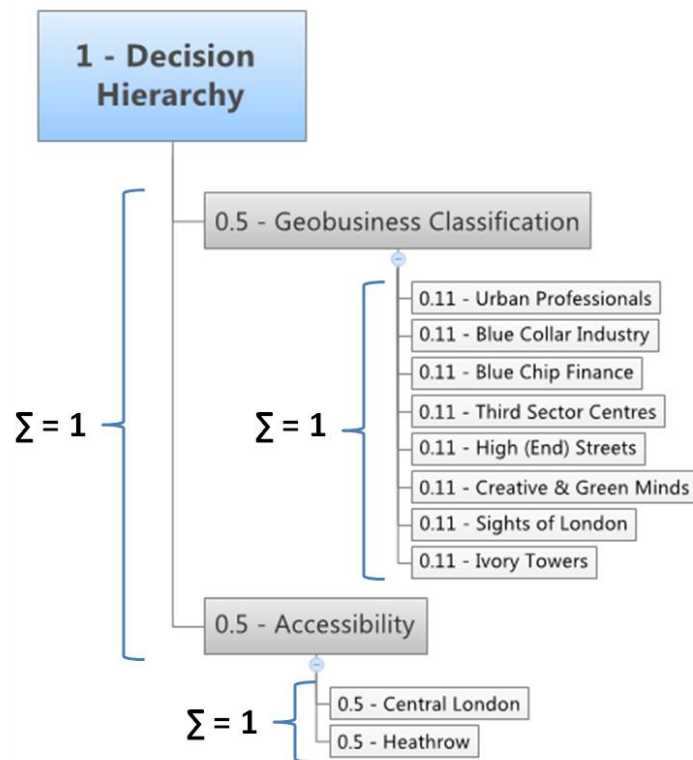 1 - Decision
Hierarchy
0.5 - Geobusiness Classification
0.11 - Urban Professionals
0.11 - Blue Collar Industry
0.11 - Blue Chip Finance
0.11 - Third Sector Centres
0.11 - High (End) Streets
0.11 - Creative & Green Minds
0.11 - Sights of London
0.11 - Ivory Towers
∑ = 1
∑ = 1
0.5 - Accessibility
0.5 - Central London
0.5 - Heathrow
∑ = 1